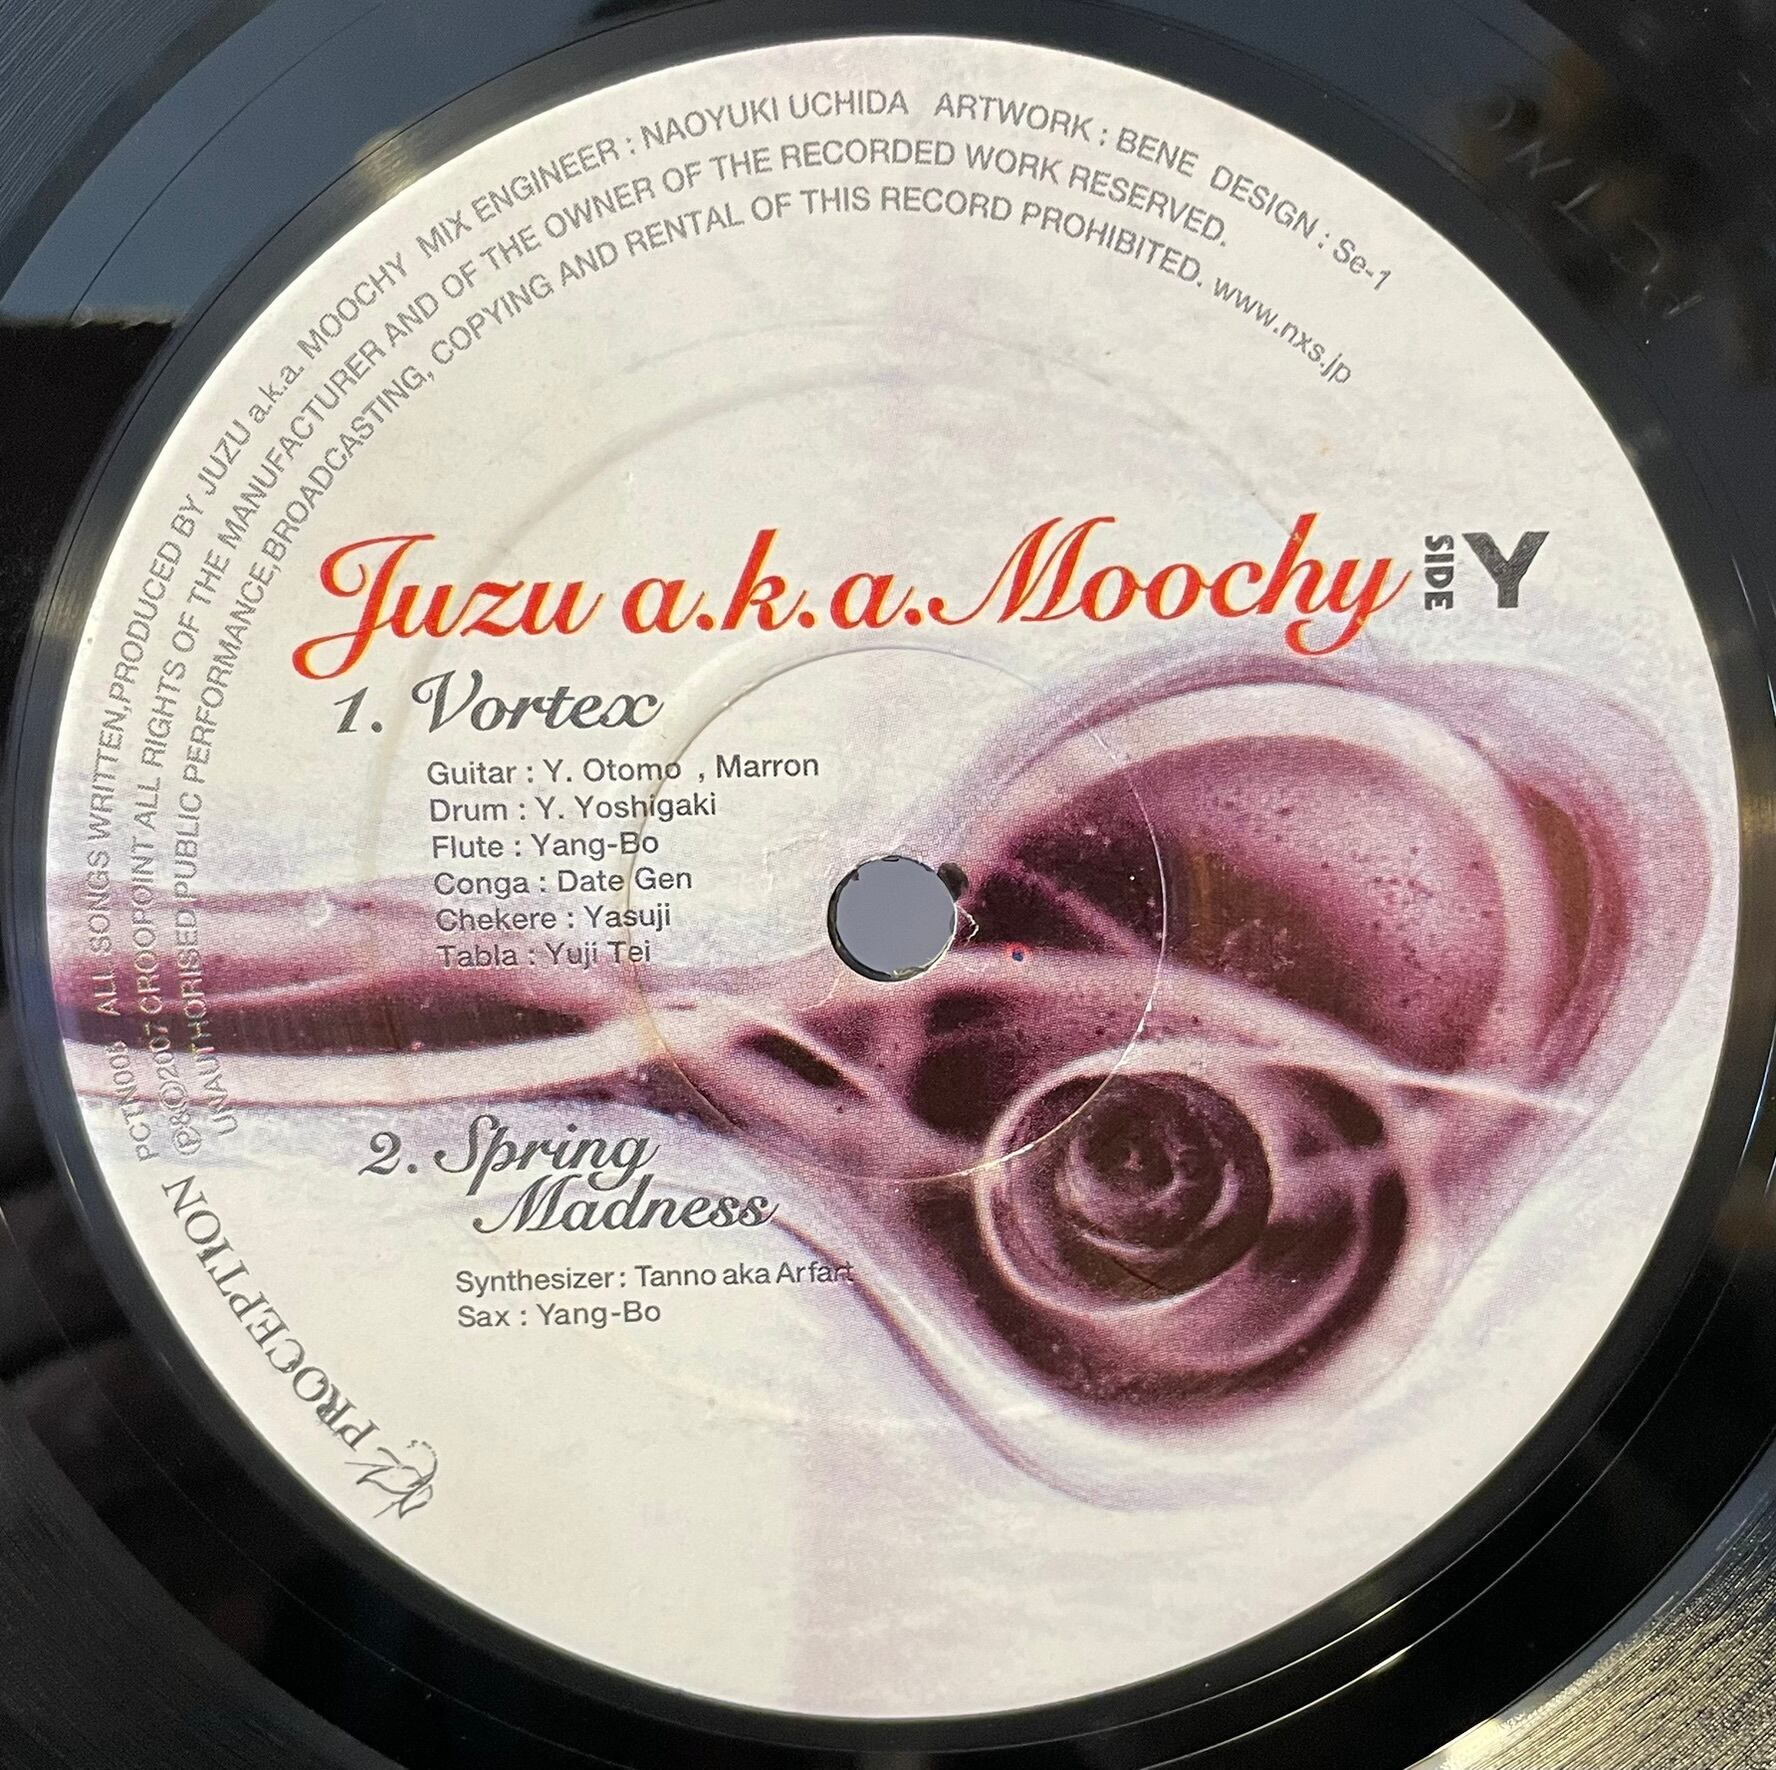 PCTN005 ALL SONGS WRITTEN,PRODUCED BY JUZU a.k.a. MOOCHY MIX ENGINEER : NAOYUKI UCHIDA ARTWORK : BENE DESIGN : Se-1
℗&©2007 CROOPOINT ALL RIGHTS OF THE MANUFACTURER AND OF THE OWNER OF THE RECORDED WORK RESERVED.
UNAUTHORISED PUBLIC PERFORMANCE,BROADCASTING, COPYING AND RENTAL OF THIS RECORD PROHIBITED. www.nxs.jp
Juzu a.k.a.Moochy SIDE Y
1. Vortex
Guitar : Y. Otomo , Marron
Drum : Y. Yoshigaki
Flute : Yang-Bo
Conga : Date Gen
Chekere : Yasuji
Tabla : Yuji Tei
2. Spring
Madness
Synthesizer : Tanno aka Arfart
Sax : Yang-Bo
PROCEPTION